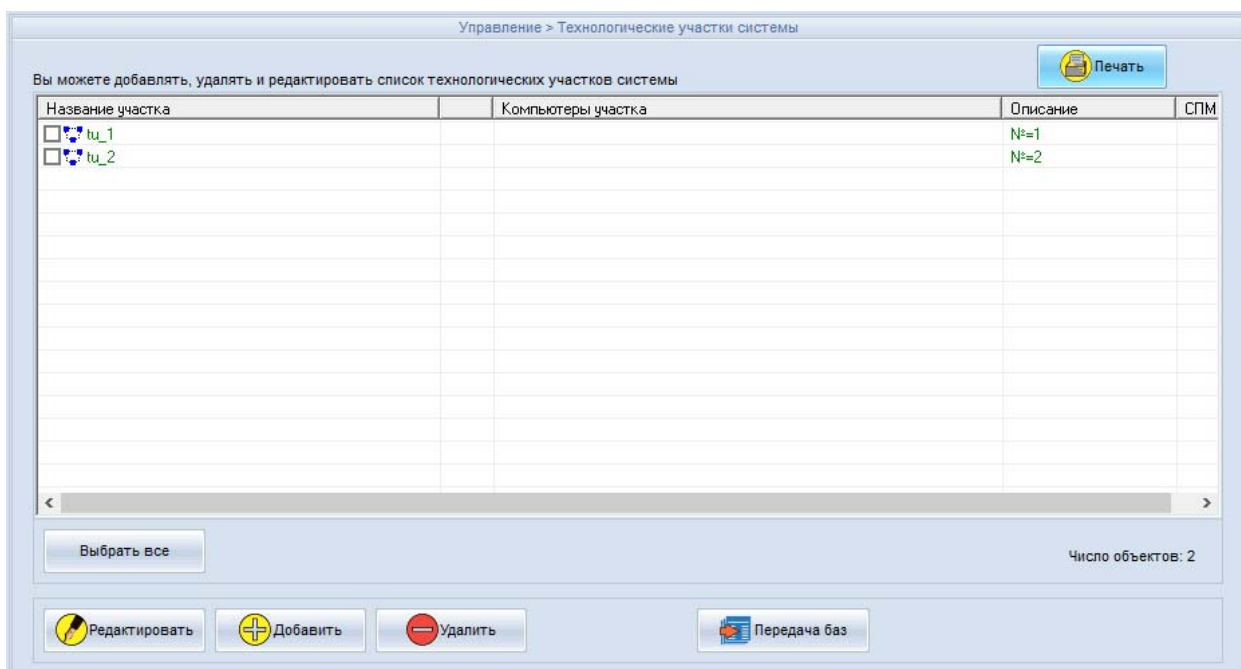 Управление > Технологические участки системы
Печать
Вы можете добавлять, удалять и редактировать список технологических участков системы
Название участка Компьютеры участка Описание СПМ
tu_1 №=1
tu_2 №=2
Выбрать все Число объектов: 2
Редактировать Добавить Удалить Передача баз